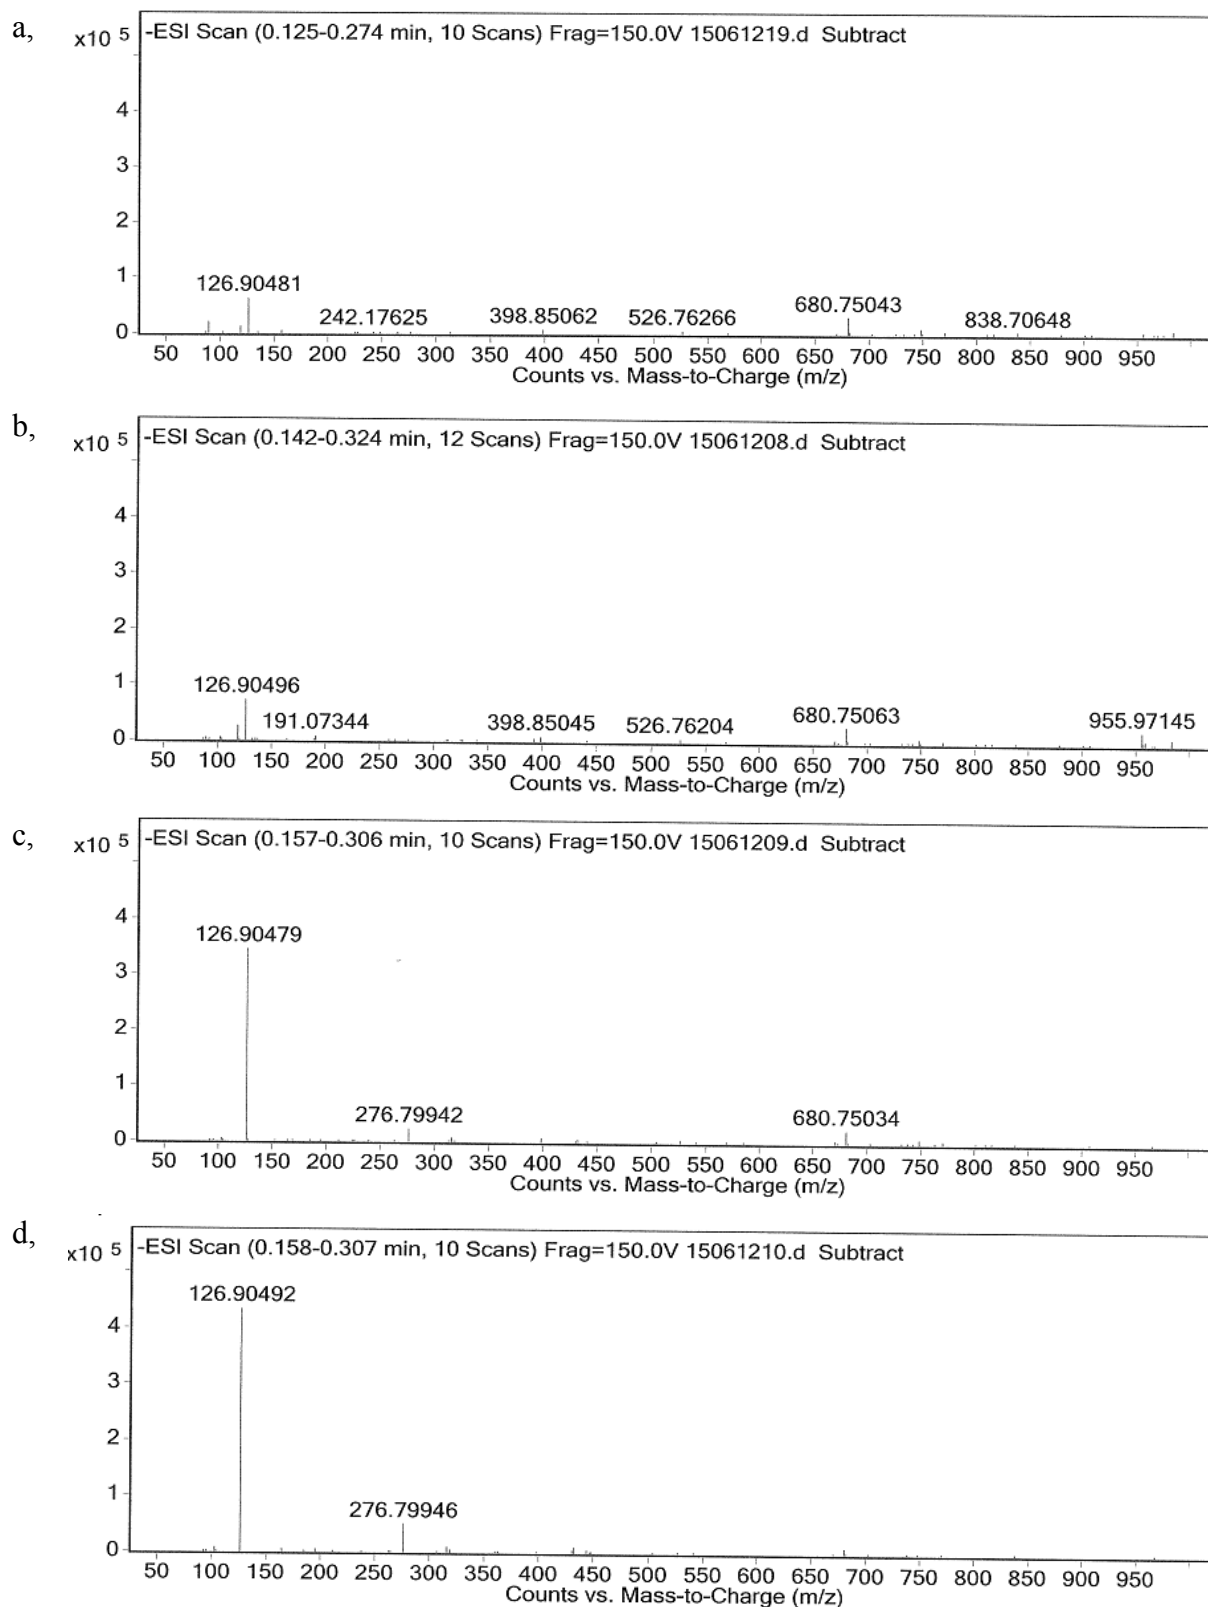 a,
x10 5
-ESI Scan (0.125-0.274 min, 10 Scans) Frag=150.0V 15061219.d Subtract
4
3
2
1
0
126.90481
242.17625
398.85062
526.76266
680.75043
838.70648
50 100 150 200 250 300 350 400 450 500 550 600 650 700 750 800 850 900 950
Counts vs. Mass-to-Charge (m/z)
b,
x10 5
-ESI Scan (0.142-0.324 min, 12 Scans) Frag=150.0V 15061208.d Subtract
4
3
2
1
0
126.90496
191.07344
398.85045
526.76204
680.75063
955.97145
50 100 150 200 250 300 350 400 450 500 550 600 650 700 750 800 850 900 950
Counts vs. Mass-to-Charge (m/z)
c,
x10 5
-ESI Scan (0.157-0.306 min, 10 Scans) Frag=150.0V 15061209.d Subtract
4
3
2
1
0
126.90479
276.79942
680.75034
50 100 150 200 250 300 350 400 450 500 550 600 650 700 750 800 850 900 950
Counts vs. Mass-to-Charge (m/z)
d,
x10 5
-ESI Scan (0.158-0.307 min, 10 Scans) Frag=150.0V 15061210.d Subtract
4
3
2
1
0
126.90492
276.79946
50 100 150 200 250 300 350 400 450 500 550 600 650 700 750 800 850 900 950
Counts vs. Mass-to-Charge (m/z)